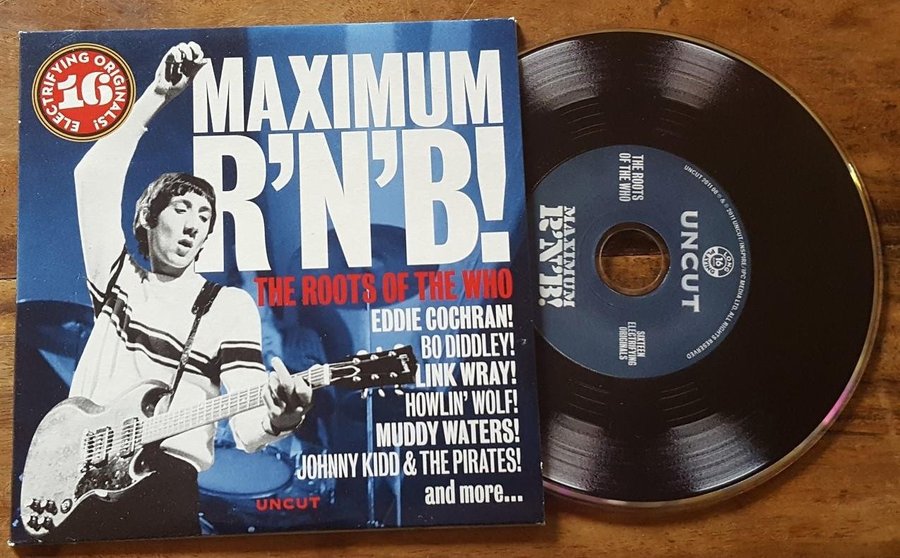 ELECTRIFYING ORIGINALS!
16
MAXIMUM
R'N'B!
THE ROOTS OF THE WHO
EDDIE COCHRAN!
BO DIDDLEY!
LINK WRAY!
HOWLIN' WOLF!
MUDDY WATERS!
JOHNNY KIDD & THE PIRATES!
and more...
UNCUT
THE ROOTS
OF THE WHO
MAXIMUM
R'N'B!
UNCUT
16
SIXTEEN
ELECTRIFYING
ORIGINALS